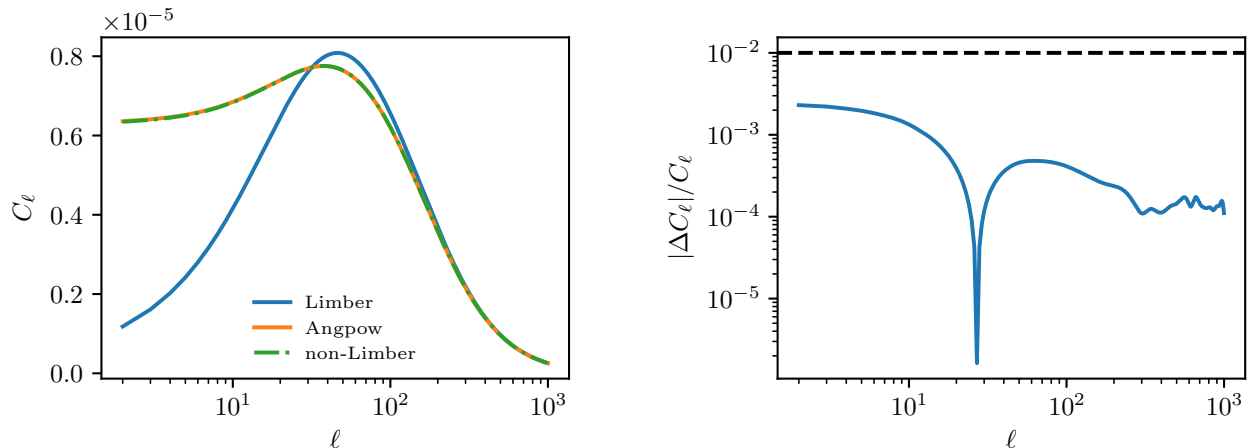 ×10⁻⁵
0.8
0.6
0.4
0.2
0.0
C_ℓ
Limber
Angpow
non-Limber
10¹
10²
10³
ℓ
10⁻²
10⁻³
10⁻⁴
10⁻⁵
|ΔC_ℓ|/C_ℓ
10¹
10²
10³
ℓ